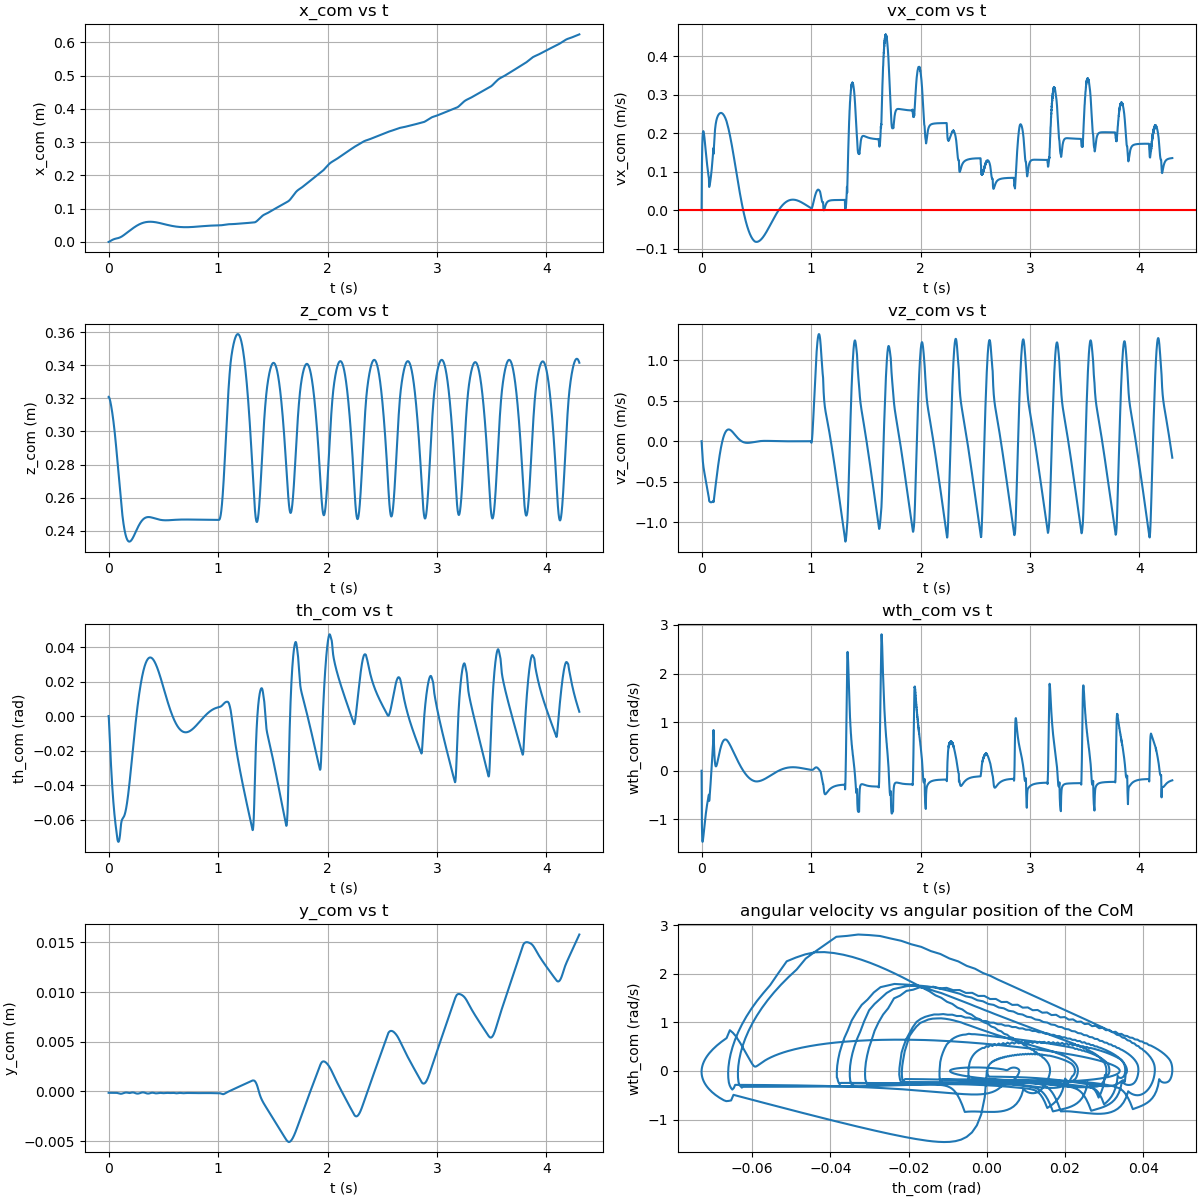 x_com vs t
0.6
0.5
0.4
0.3
0.2
0.1
0.0
x_com (m)
0 1 2 3 4
t (s)
vx_com vs t
0.4
0.3
0.2
0.1
0.0
−0.1
vx_com (m/s)
0 1 2 3 4
t (s)
z_com vs t
0.36
0.34
0.32
0.30
0.28
0.26
0.24
z_com (m)
0 1 2 3 4
t (s)
vz_com vs t
1.0
0.5
0.0
−0.5
−1.0
vz_com (m/s)
0 1 2 3 4
t (s)
th_com vs t
0.04
0.02
0.00
−0.02
−0.04
−0.06
th_com (rad)
0 1 2 3 4
t (s)
wth_com vs t
3
2
1
0
−1
wth_com (rad/s)
0 1 2 3 4
t (s)
y_com vs t
0.015
0.010
0.005
0.000
−0.005
y_com (m)
0 1 2 3 4
t (s)
angular velocity vs angular position of the CoM
3
2
1
0
−1
wth_com (rad/s)
−0.06 −0.04 −0.02 0.00 0.02 0.04
th_com (rad)